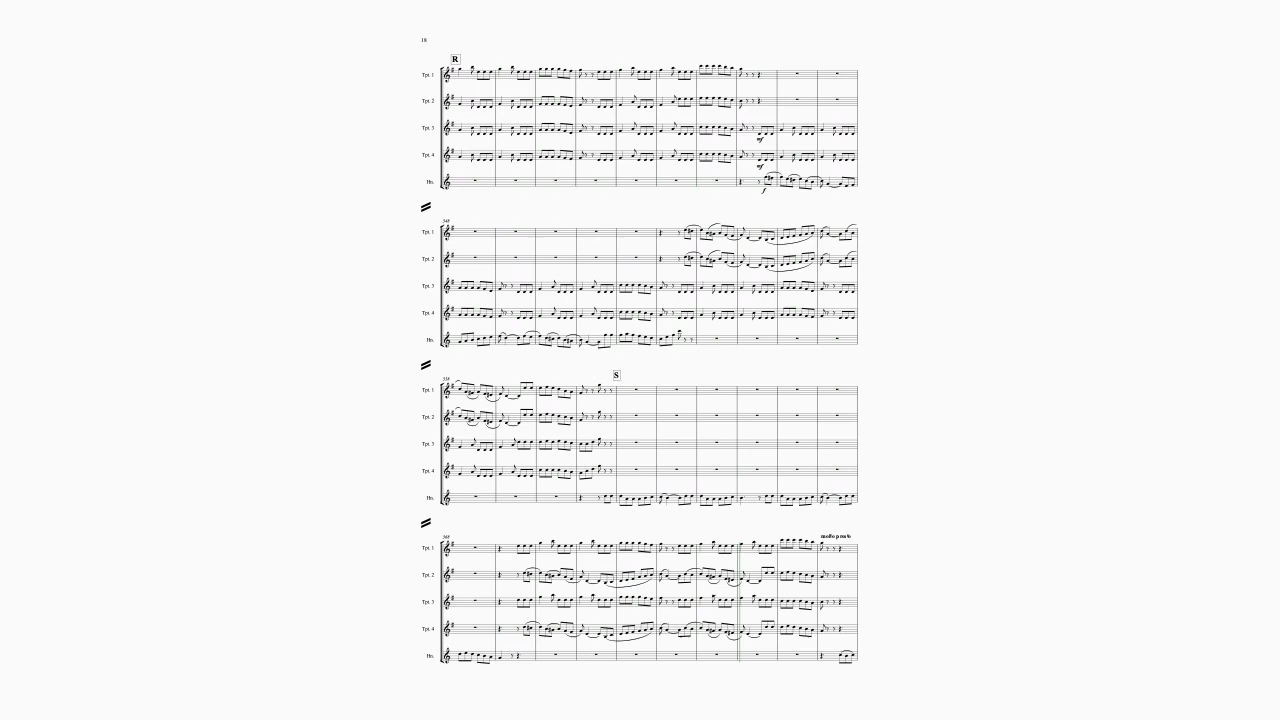 18
R
Tpt. 1
Tpt. 2
Tpt. 3
mf
Tpt. 4
mf
Hn.
f
348
Tpt. 1
Tpt. 2
Tpt. 3
Tpt. 4
Hn.
358
S
Tpt. 1
Tpt. 2
Tpt. 3
Tpt. 4
Hn.
368
molto presto
Tpt. 1
Tpt. 2
Tpt. 3
Tpt. 4
Hn.